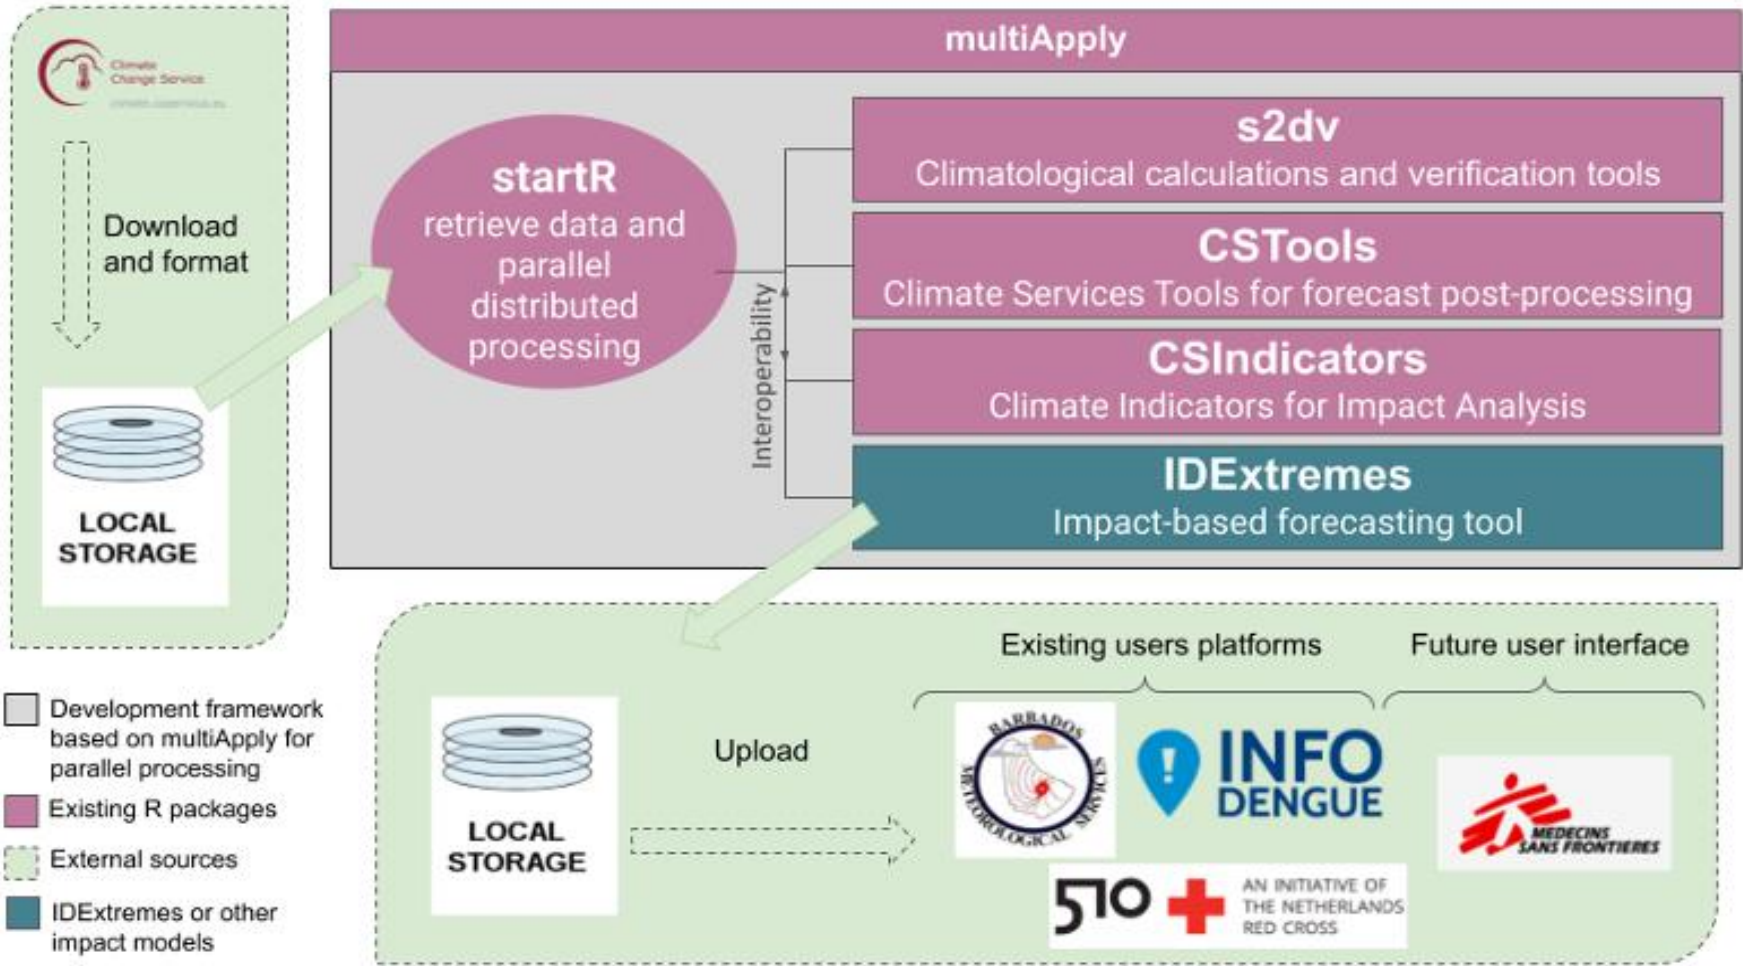 Climate
Change Service
climate.copernicus.eu
Download
and format
LOCAL
STORAGE
multiApply
startR
retrieve data and
parallel
distributed
processing
Interoperability
s2dv
Climatological calculations and verification tools
CSTools
Climate Services Tools for forecast post-processing
CSIndicators
Climate Indicators for Impact Analysis
IDExtremes
Impact-based forecasting tool
Development framework
based on multiApply for
parallel processing
Existing R packages
External sources
IDExtremes or other
impact models
LOCAL
STORAGE
Upload
Existing users platforms
Future user interface
BARBADOS
METEOROLOGICAL SERVICES
INFO
DENGUE
510
AN INITIATIVE OF
THE NETHERLANDS
RED CROSS
MEDECINS
SANS FRONTIERES